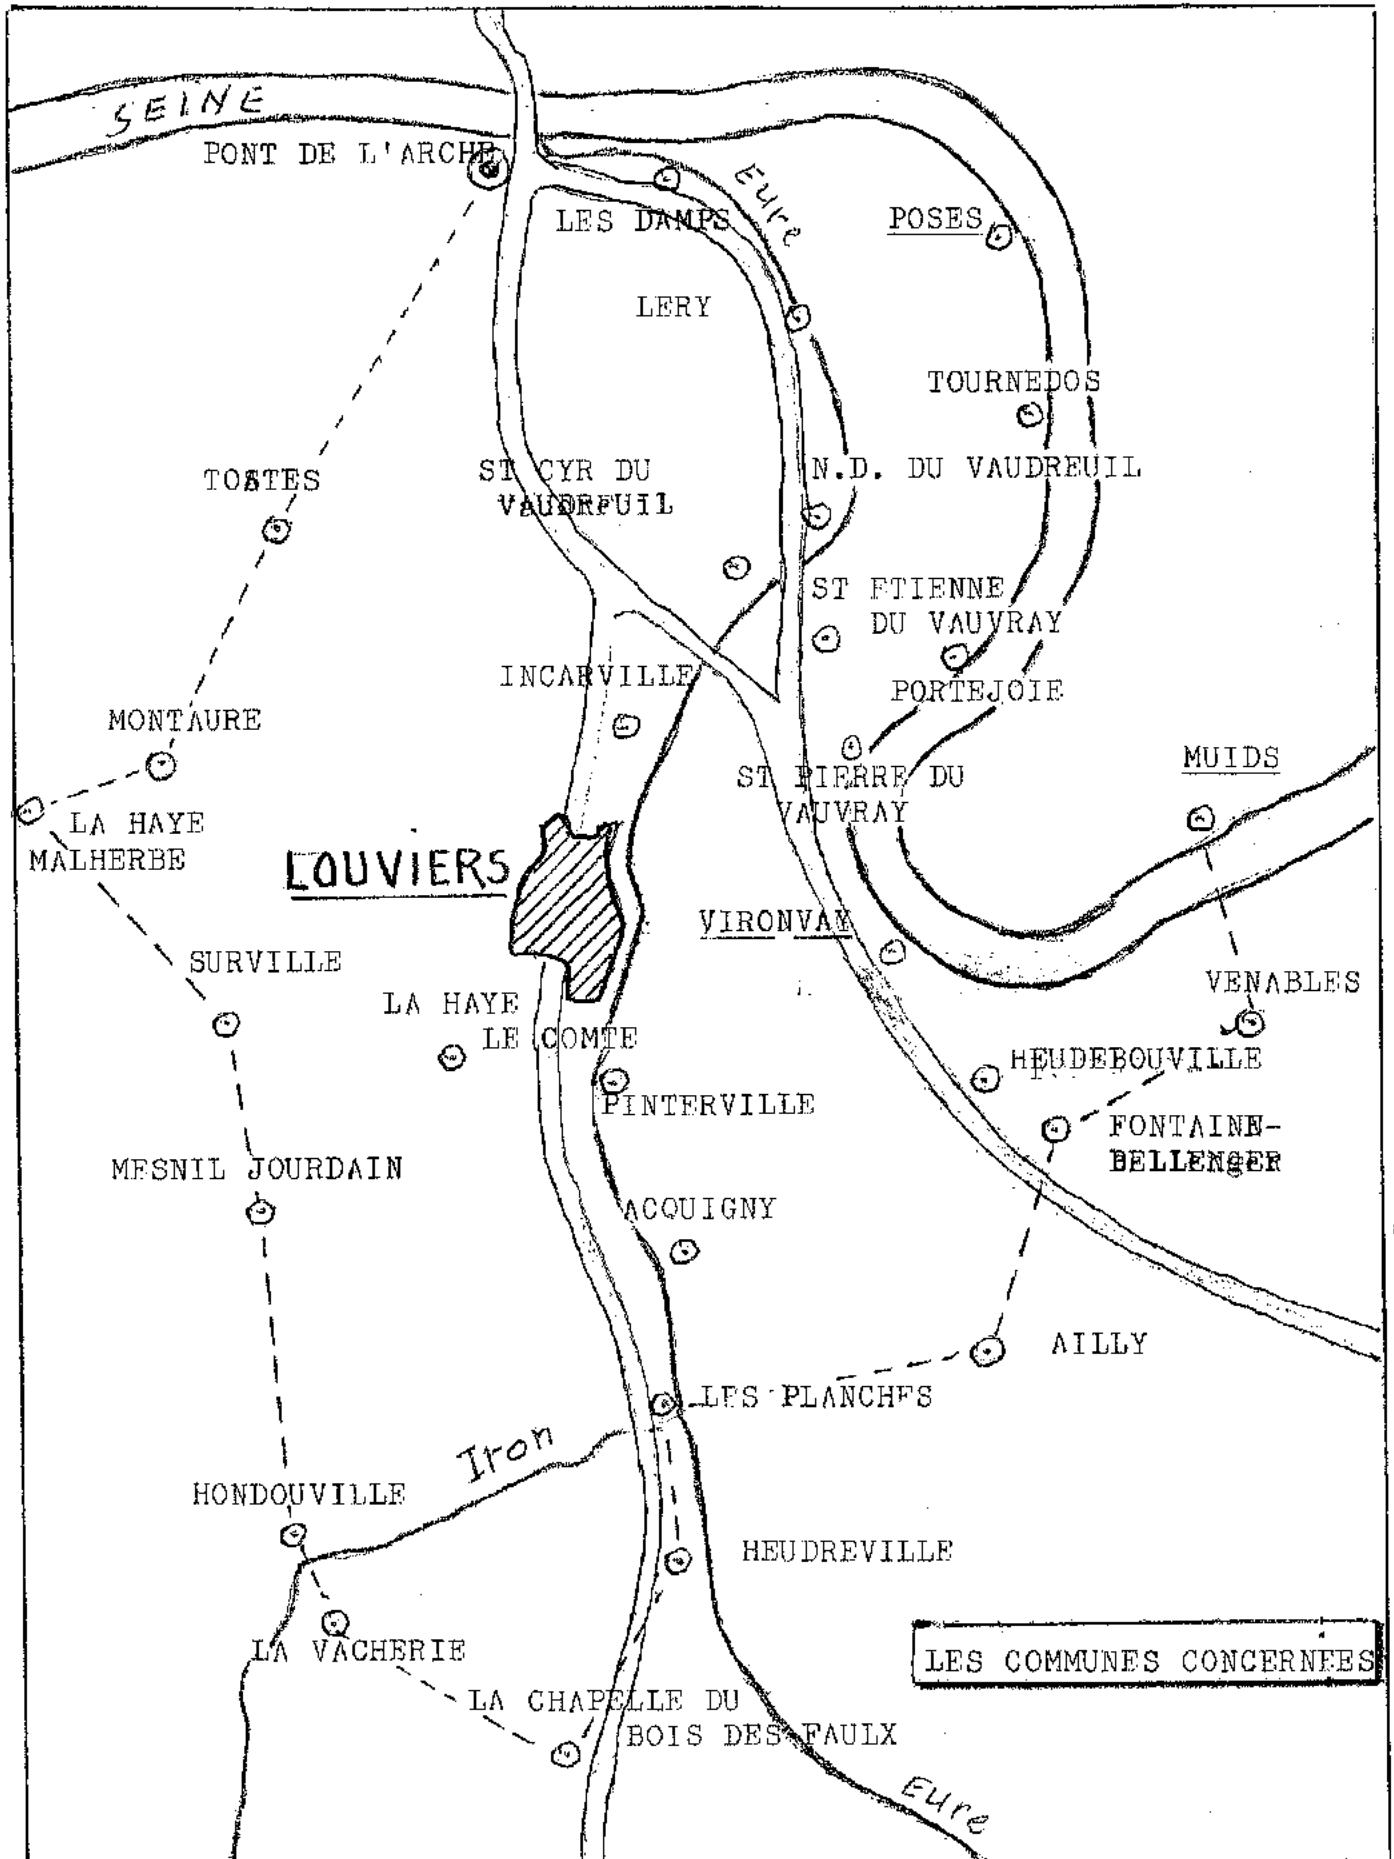 SEINE
PONT DE L'ARCHE
Eure
LES DAMPS
POSES
LERY
TOURNEDOS
TOSTES
ST CYR DU
VAUDREUIL
N.D. DU VAUDREUIL
ST ETIENNE
DU VAUVRAY
INCARVILLE
PORTEJOIE
MONTAURE
MUIDS
ST PIERRE DU
VAUVRAY
LA HAYE
MALHERBE
LOUVIERS
VIRONVAY
SURVILLE
VENABLES
LA HAYE
LE COMTE
HEUDEBOUVILLE
PINTERVILLE
FONTAINE-
BELLENGER
MESNIL JOURDAIN
ACQUIGNY
AILLY
LES PLANCHES
Iton
HONDOUVILLE
HEUDREVILLE
LA VACHERIE
LES COMMUNES CONCERNEES
LA CHAPELLE DU
BOIS DES FAULX
Eure